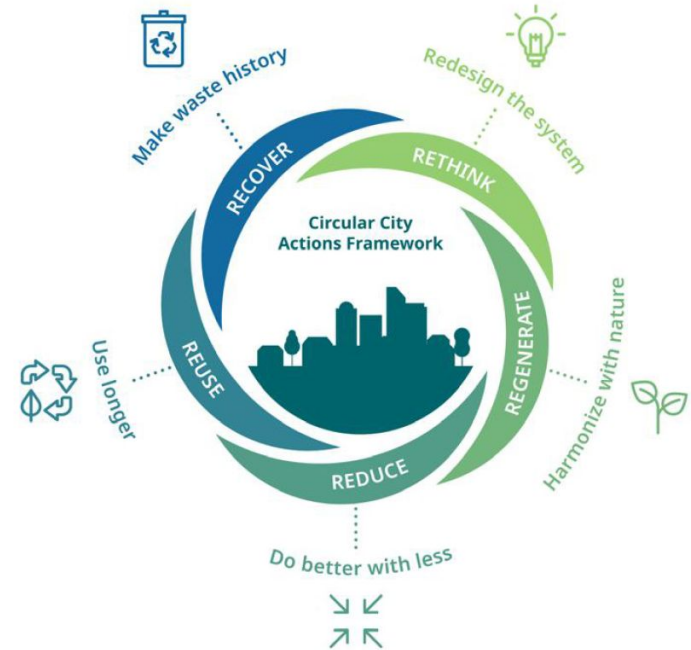 Make waste history
Redesign the system
RECOVER
RETHINK
Circular City
Actions Framework
REGENERATE
Harmonize with nature
REUSE
Use longer
REDUCE
Do better with less